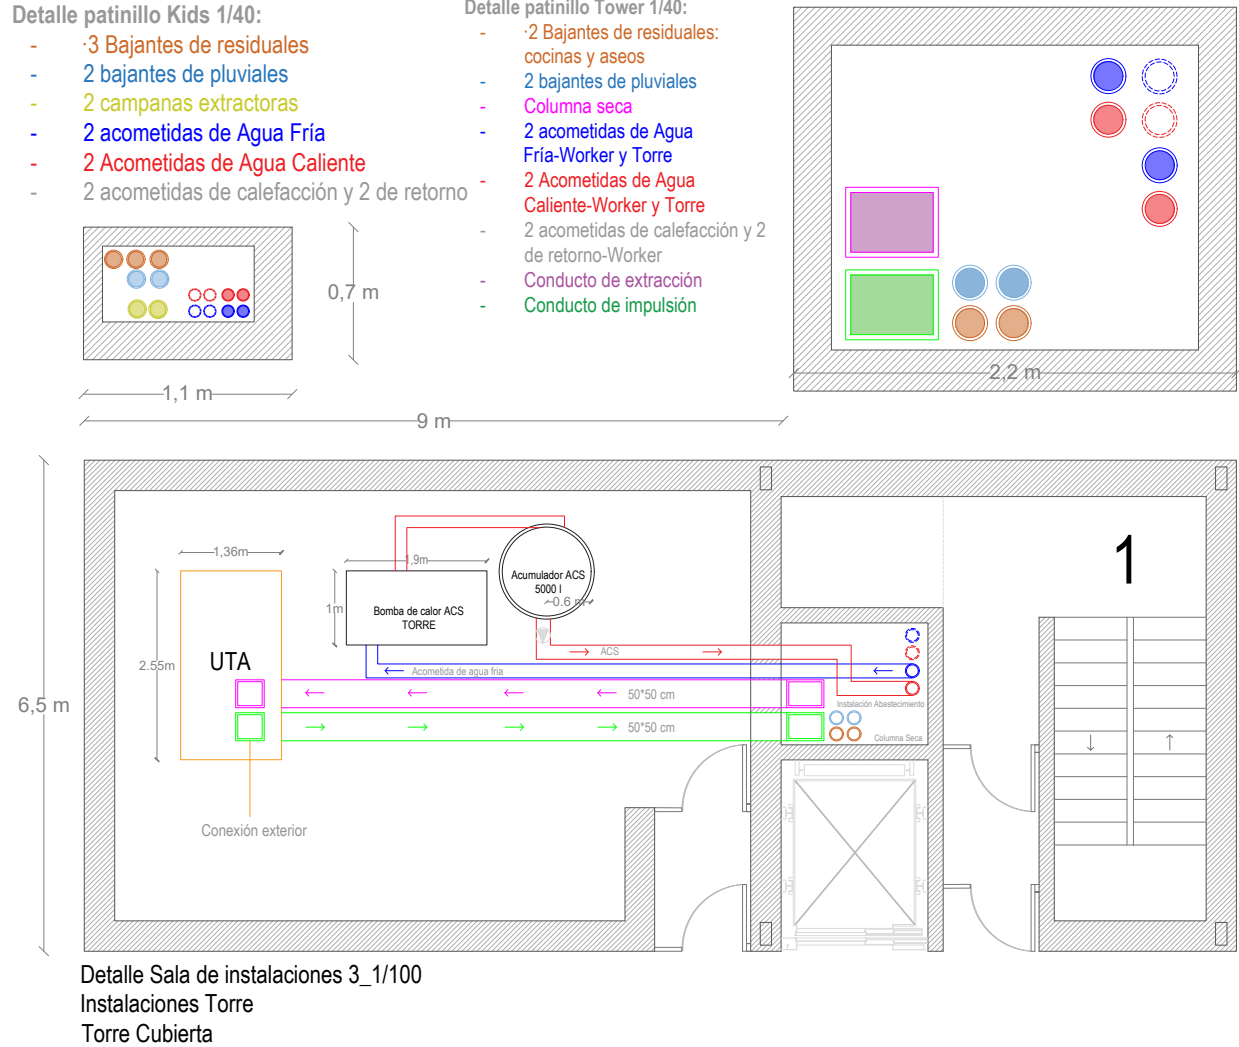 Detalle patinillo Kids 1/40:
- ·3 Bajantes de residuales
- 2 bajantes de pluviales
- 2 campanas extractoras
- 2 acometidas de Agua Fría
- 2 Acometidas de Agua Caliente
- 2 acometidas de calefacción y 2 de retorno
Detalle patinillo Tower 1/40:
- ·2 Bajantes de residuales:
cocinas y aseos
- 2 bajantes de pluviales
- Columna seca
- 2 acometidas de Agua
Fría-Worker y Torre
- 2 Acometidas de Agua
Caliente-Worker y Torre
- 2 acometidas de calefacción y 2
de retorno-Worker
- Conducto de extracción
- Conducto de impulsión
0,7 m
1,1 m
2,2 m
9 m
6,5 m
1,36m
1,9m
Acumulador ACS
5000 l
0.6 m
1m
Bomba de calor ACS
TORRE
1
2.55m
UTA
ACS
Acometida de agua fria
50*50 cm
Instalación Abastecimiento
50*50 cm
Columna Seca
Conexión exterior
Detalle Sala de instalaciones 3_1/100
Instalaciones Torre
Torre Cubierta